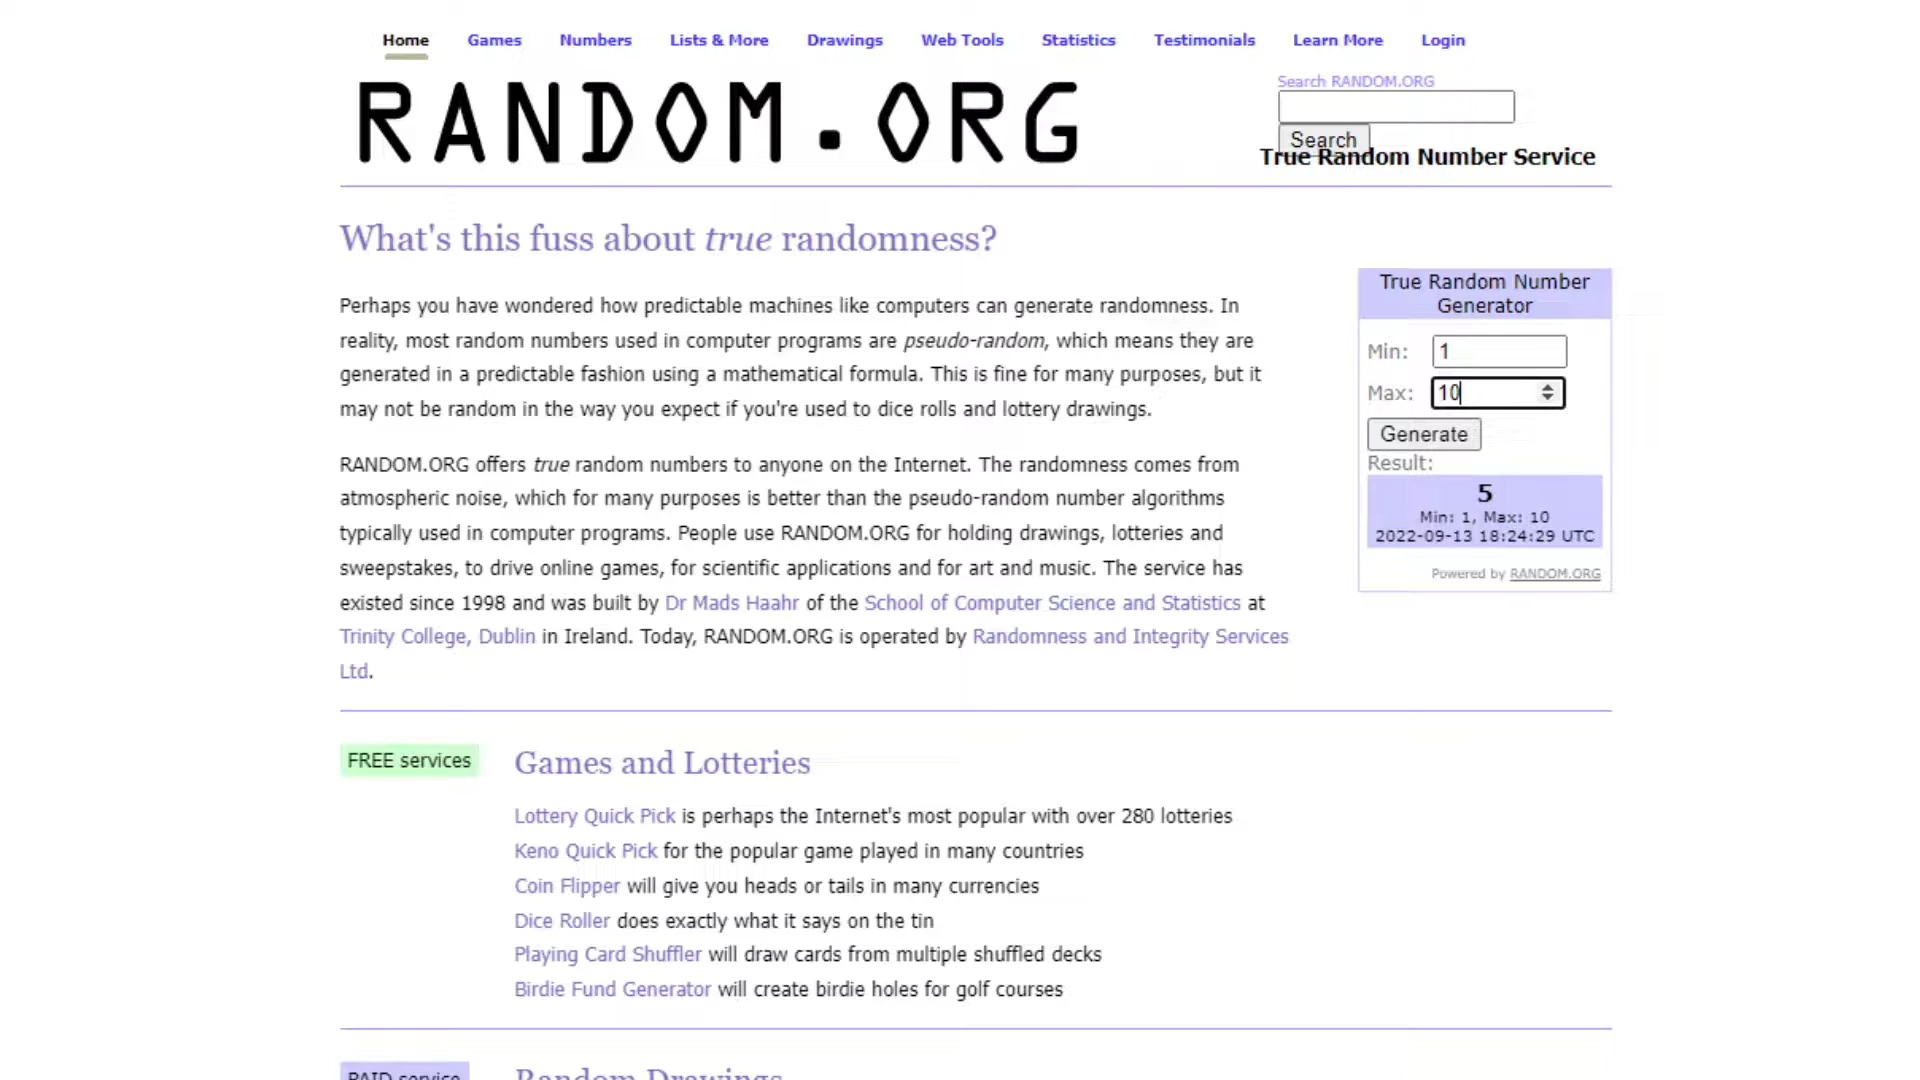 Home Games Numbers Lists & More Drawings Web Tools Statistics Testimonials Learn More Login
RANDOM.ORG
Search RANDOM.ORG
Search
True Random Number Service
What's this fuss about true randomness?
Perhaps you have wondered how predictable machines like computers can generate randomness. In
reality, most random numbers used in computer programs are pseudo-random, which means they are
generated in a predictable fashion using a mathematical formula. This is fine for many purposes, but it
may not be random in the way you expect if you're used to dice rolls and lottery drawings.
RANDOM.ORG offers true random numbers to anyone on the Internet. The randomness comes from
atmospheric noise, which for many purposes is better than the pseudo-random number algorithms
typically used in computer programs. People use RANDOM.ORG for holding drawings, lotteries and
sweepstakes, to drive online games, for scientific applications and for art and music. The service has
existed since 1998 and was built by Dr Mads Haahr of the School of Computer Science and Statistics at
Trinity College, Dublin in Ireland. Today, RANDOM.ORG is operated by Randomness and Integrity Services
Ltd.
True Random Number
Generator
Min: 1
Max: 10
Generate
Result:
5
Min: 1, Max: 10
2022-09-13 18:24:29 UTC
Powered by RANDOM.ORG
FREE services
Games and Lotteries
Lottery Quick Pick is perhaps the Internet's most popular with over 280 lotteries
Keno Quick Pick for the popular game played in many countries
Coin Flipper will give you heads or tails in many currencies
Dice Roller does exactly what it says on the tin
Playing Card Shuffler will draw cards from multiple shuffled decks
Birdie Fund Generator will create birdie holes for golf courses
PAID service
Random Drawings